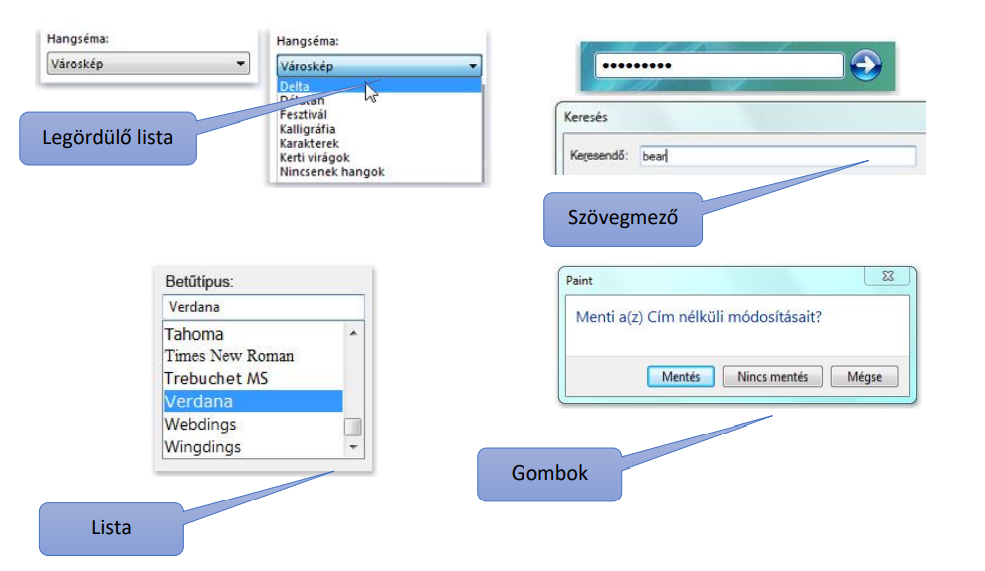 Hangséma:
Városkép
Hangséma:
Városkép
Delta
Délután
Fesztivál
Kalligráfia
Karakterek
Kerti virágok
Nincsenek hangok
Legördülő lista
Keresés
Keresendő: bear
Szövegmező
Betűtípus:
Verdana
Tahoma
Times New Roman
Trebuchet MS
Verdana
Webdings
Wingdings
Lista
Paint
Menti a(z) Cím nélküli módosításait?
Mentés Nincs mentés Mégse
Gombok